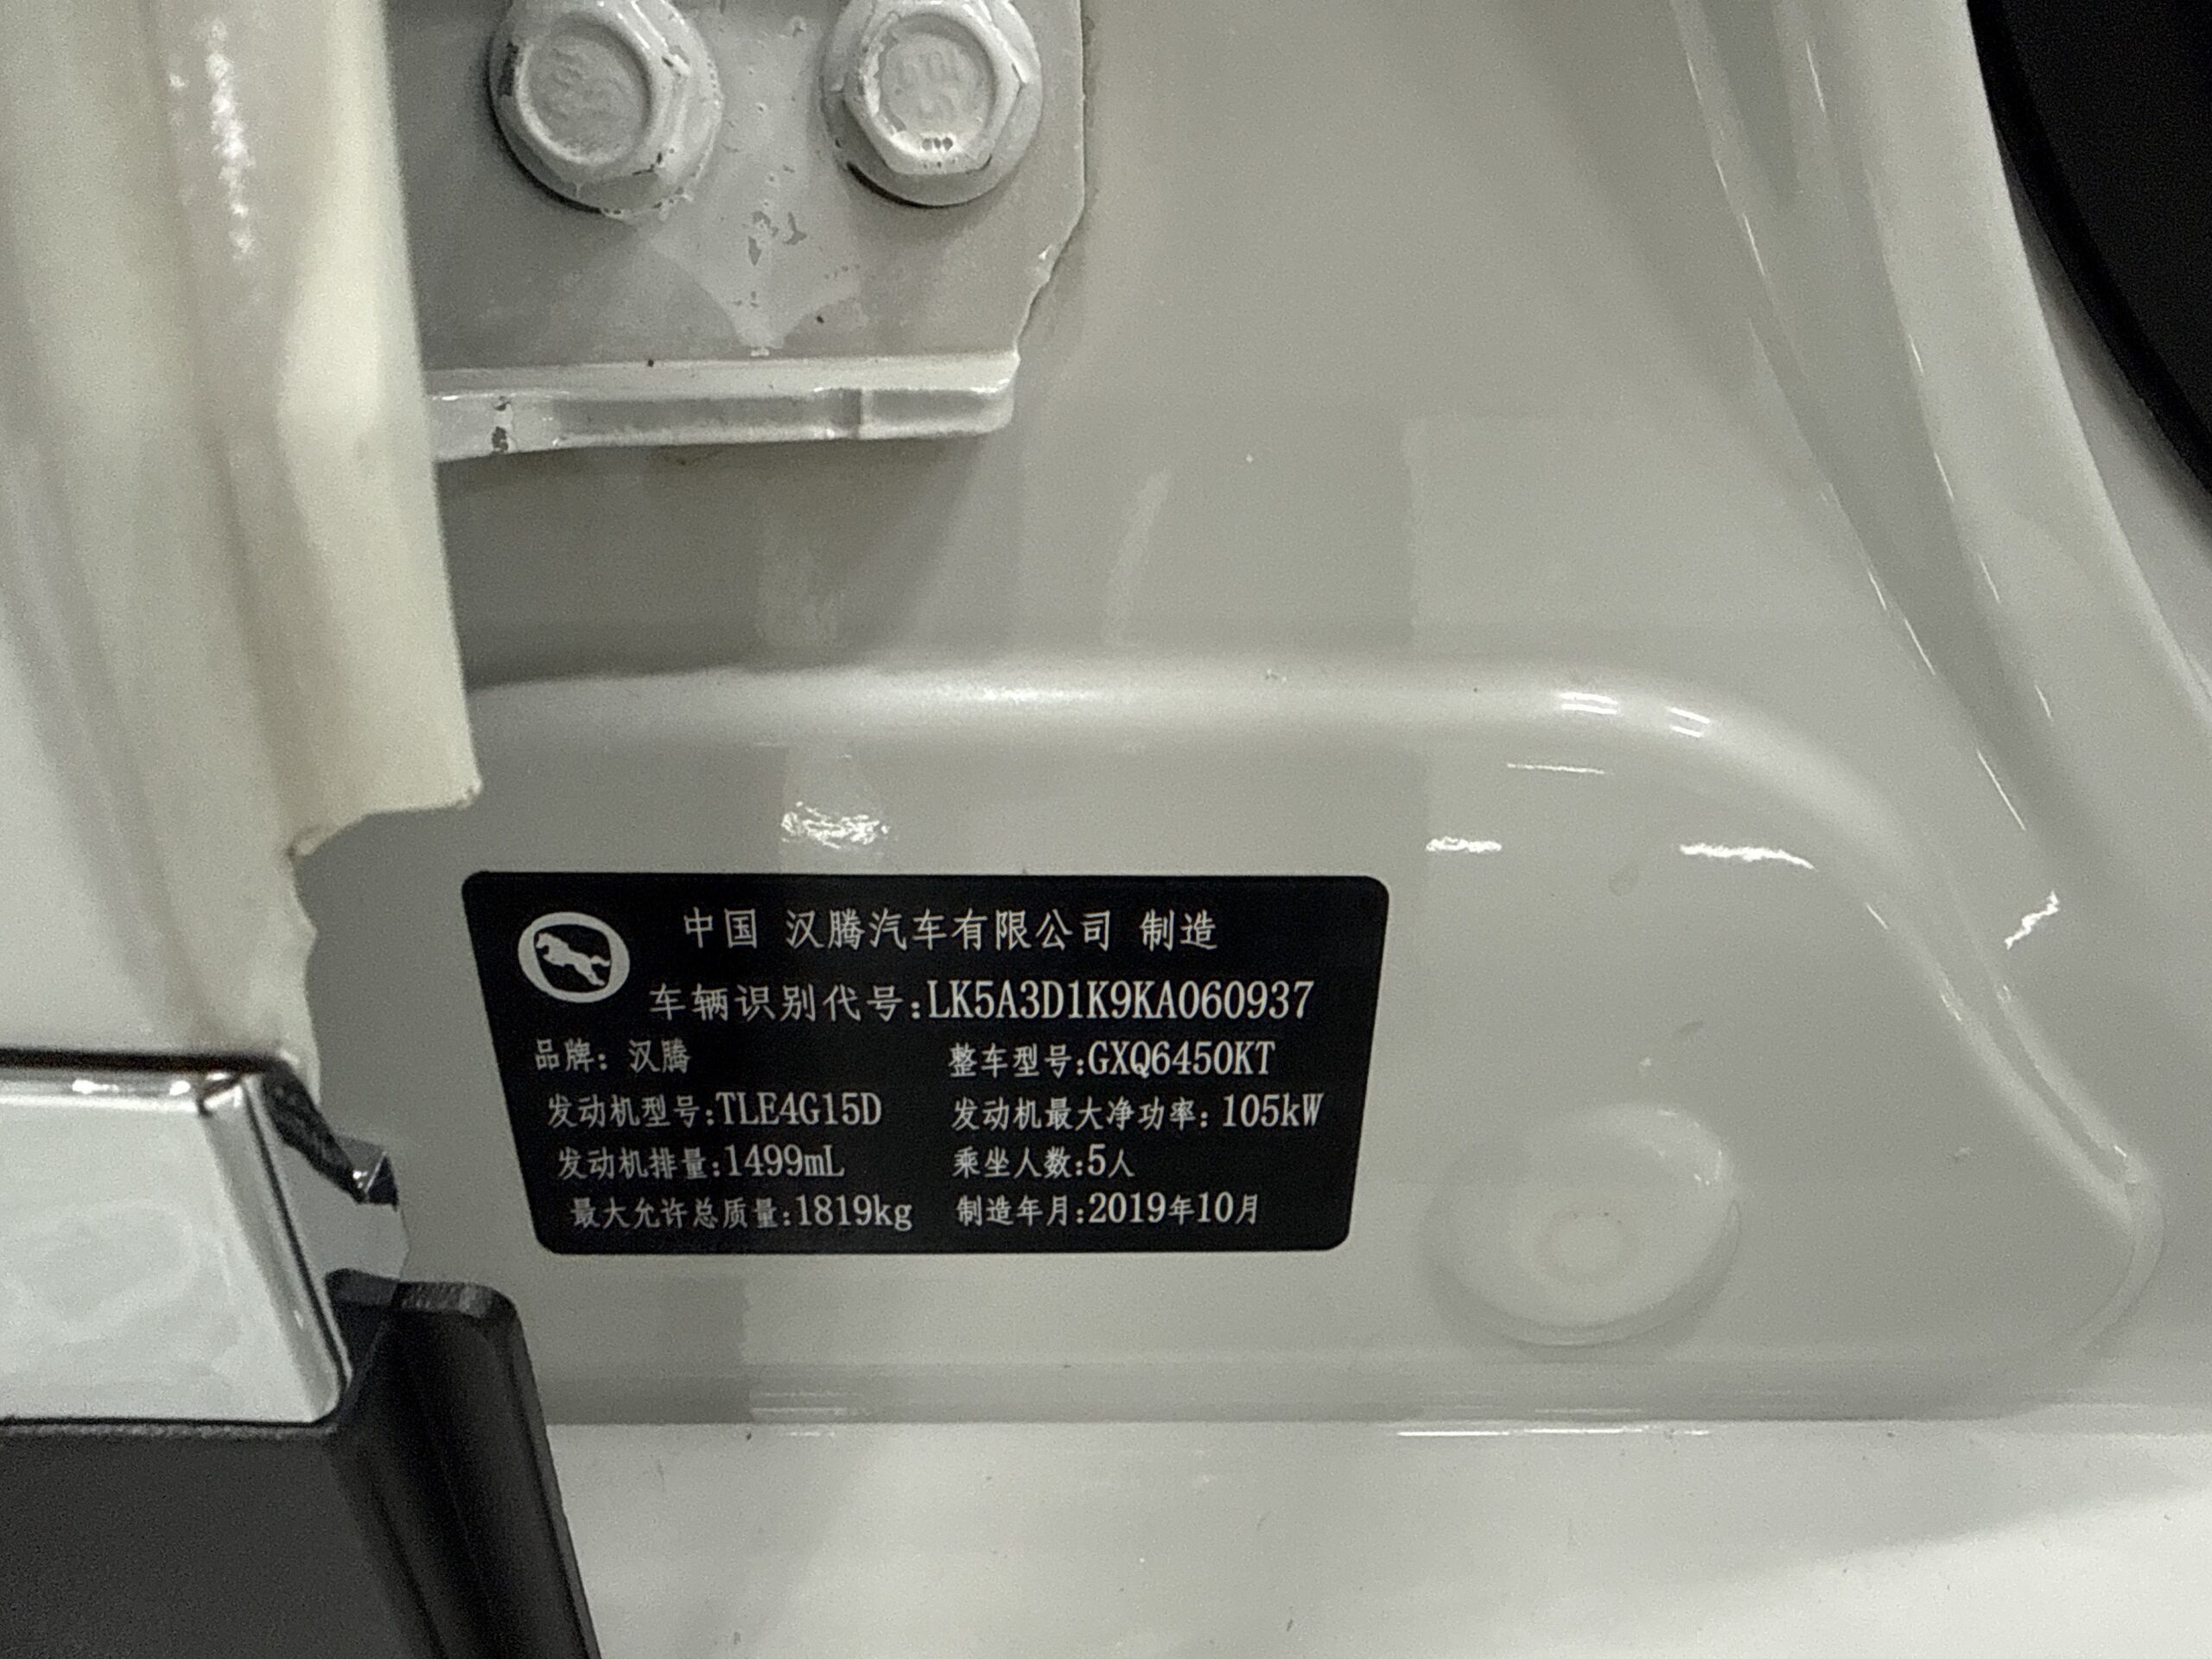 中国 汉腾汽车有限公司 制造
车辆识别代号:LK5A3D1K9KA060937
品牌: 汉腾 整车型号:GXQ6450KT
发动机型号:TLE4G15D 发动机最大净功率: 105kW
发动机排量:1499mL 乘坐人数:5人
最大允许总质量:1819kg 制造年月:2019年10月